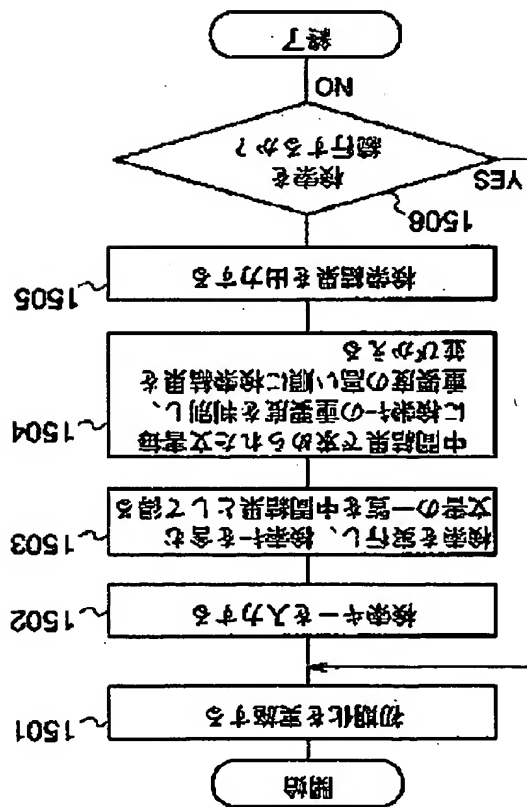 開始
初期化を実施する
1501
検索キーを入力する
1502
検索を実行し、検索キーを含む
文書の一覧を中間結果として得る
1503
中間結果で求められた文書毎
に検索キーの重要度を判別し、
重要度の高い順に検索結果を
並びかえる
1504
検索結果を出力する
1505
検索を
続行するか?
1506
YES
NO
終了